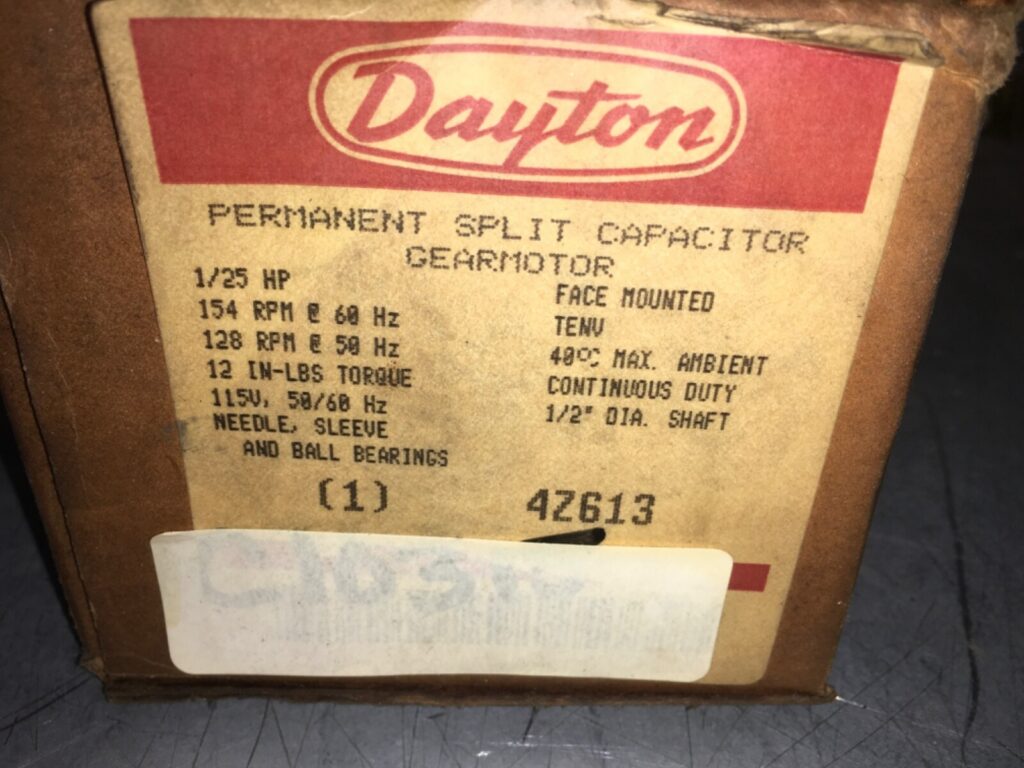 Dayton
PERMANENT SPLIT CAPACITOR
GEARMOTOR
1/25 HP
154 RPM @ 60 Hz
128 RPM @ 50 Hz
12 IN-LBS TORQUE
115V, 50/60 Hz
NEEDLE, SLEEVE
AND BALL BEARINGS
FACE MOUNTED
TENV
40°C MAX. AMBIENT
CONTINUOUS DUTY
1/2" DIA. SHAFT
(1)
4Z613